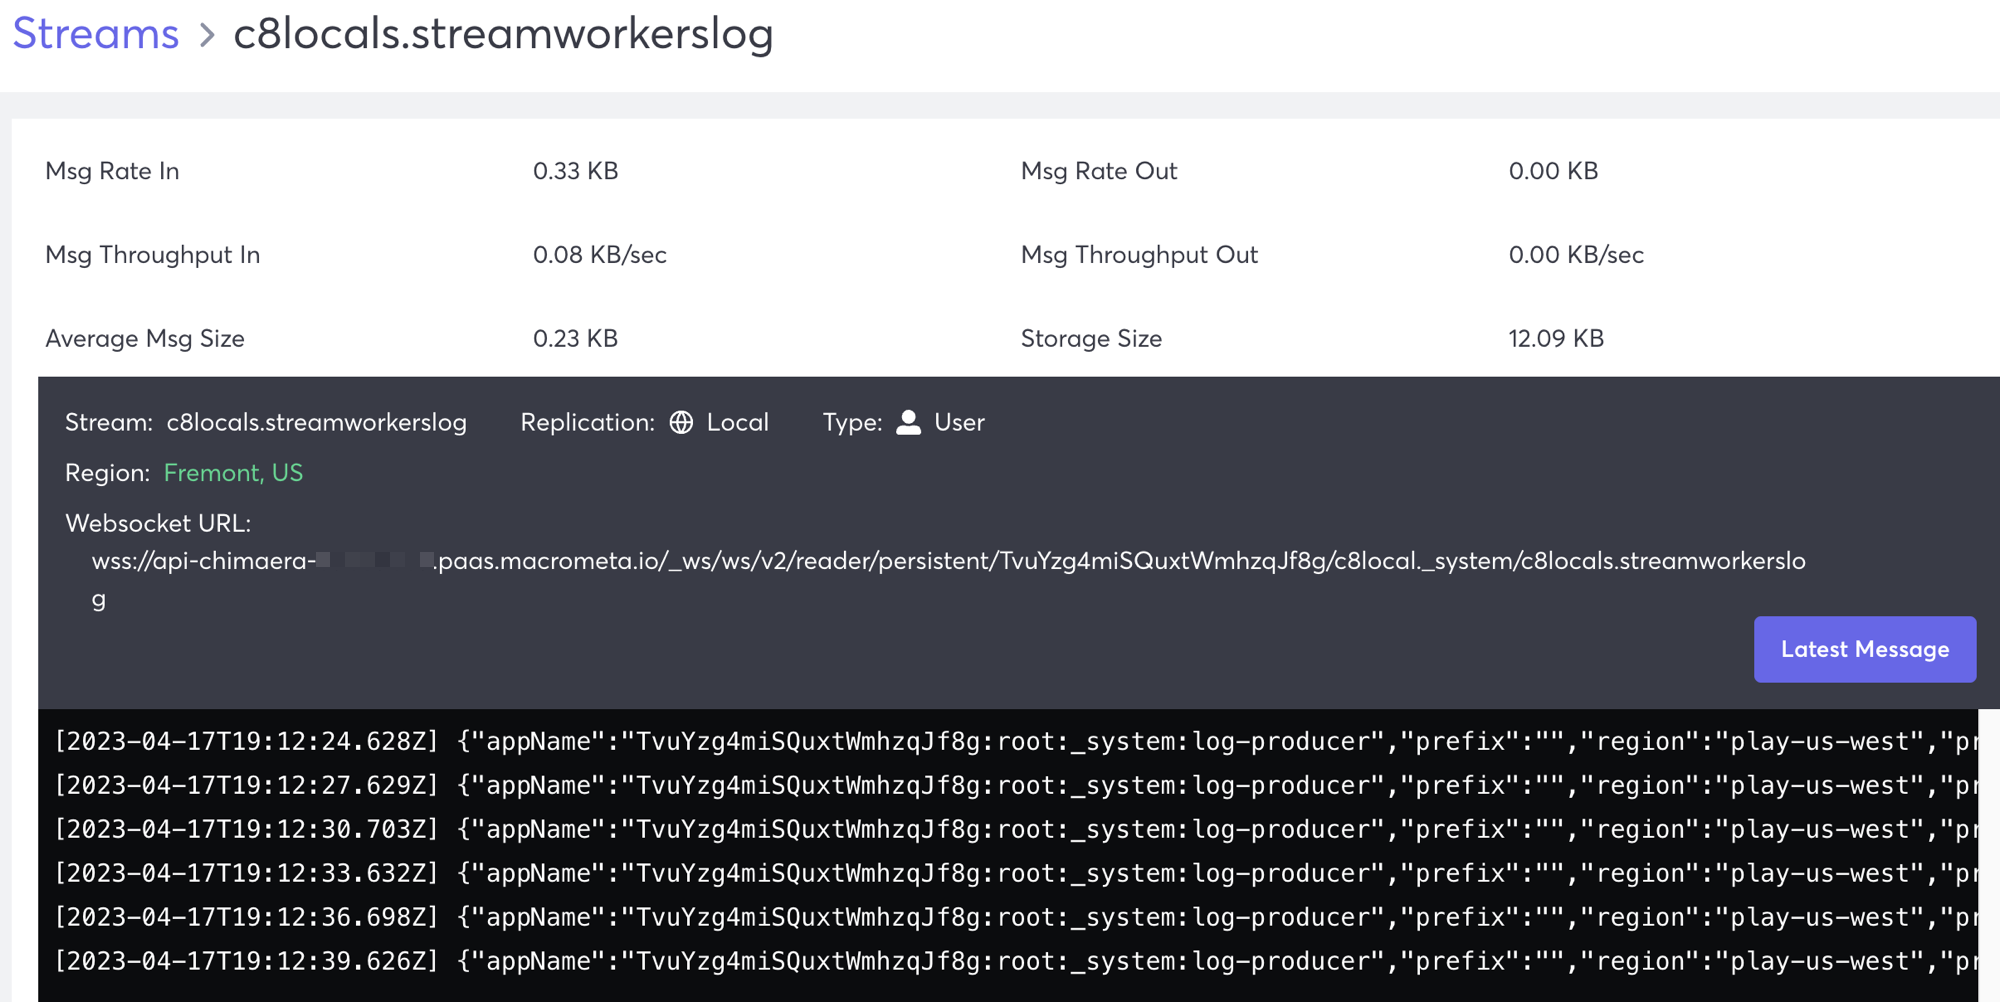 Streams > c8locals.streamworkerslog
Msg Rate In 0.33 KB Msg Rate Out 0.00 KB
Msg Throughput In 0.08 KB/sec Msg Throughput Out 0.00 KB/sec
Average Msg Size 0.23 KB Storage Size 12.09 KB
Stream: c8locals.streamworkerslog Replication: Local Type: User
Region: Fremont, US
Websocket URL:
wss://api-chimaera- .paas.macrometa.io/_ws/ws/v2/reader/persistent/TvuYzg4miSQuxtWmhzqJf8g/c8local._system/c8locals.streamworkerslo
g
Latest Message
[2023-04-17T19:12:24.628Z] {"appName":"TvuYzg4miSQuxtWmhzqJf8g:root:_system:log-producer","prefix":"","region":"play-us-west","pr
[2023-04-17T19:12:27.629Z] {"appName":"TvuYzg4miSQuxtWmhzqJf8g:root:_system:log-producer","prefix":"","region":"play-us-west","pr
[2023-04-17T19:12:30.703Z] {"appName":"TvuYzg4miSQuxtWmhzqJf8g:root:_system:log-producer","prefix":"","region":"play-us-west","pr
[2023-04-17T19:12:33.632Z] {"appName":"TvuYzg4miSQuxtWmhzqJf8g:root:_system:log-producer","prefix":"","region":"play-us-west","pr
[2023-04-17T19:12:36.698Z] {"appName":"TvuYzg4miSQuxtWmhzqJf8g:root:_system:log-producer","prefix":"","region":"play-us-west","pr
[2023-04-17T19:12:39.626Z] {"appName":"TvuYzg4miSQuxtWmhzqJf8g:root:_system:log-producer","prefix":"","region":"play-us-west","pr